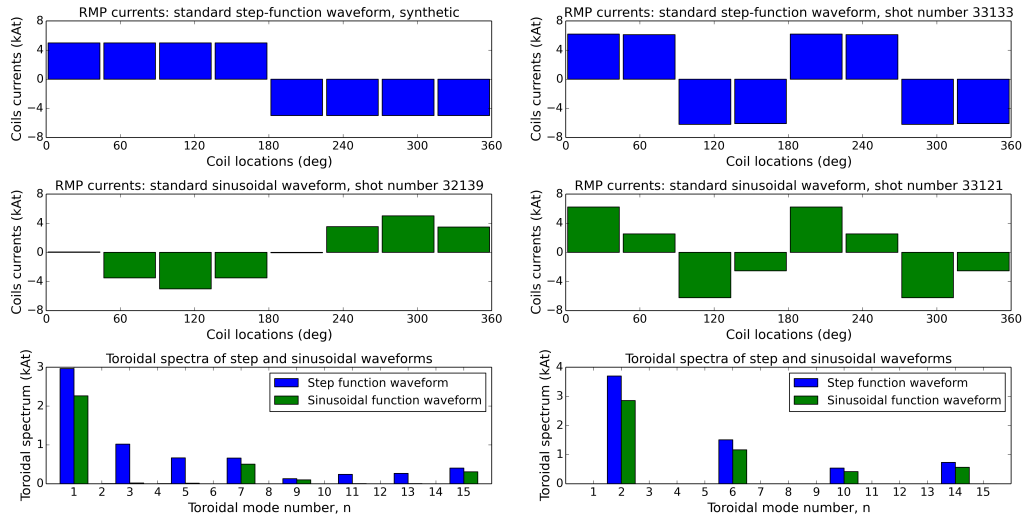 RMP currents: standard step-function waveform, synthetic
Coils currents (kAt)
8
4
0
−4
−8
0 60 120 180 240 300 360
Coil locations (deg)
RMP currents: standard step-function waveform, shot number 33133
Coils currents (kAt)
8
4
0
−4
−8
0 60 120 180 240 300 360
Coil locations (deg)
RMP currents: standard sinusoidal waveform, shot number 32139
Coils currents (kAt)
8
4
0
−4
−8
0 60 120 180 240 300 360
Coil locations (deg)
RMP currents: standard sinusoidal waveform, shot number 33121
Coils currents (kAt)
8
4
0
−4
−8
0 60 120 180 240 300 360
Coil locations (deg)
Toroidal spectra of step and sinusoidal waveforms
Toroidal spectrum (kAt)
3
2
1
0
Step function waveform
Sinusoidal function waveform
1 2 3 4 5 6 7 8 9 10 11 12 13 14 15
Toroidal mode number, n
Toroidal spectra of step and sinusoidal waveforms
Toroidal spectrum (kAt)
4
3
2
1
0
Step function waveform
Sinusoidal function waveform
1 2 3 4 5 6 7 8 9 10 11 12 13 14 15
Toroidal mode number, n